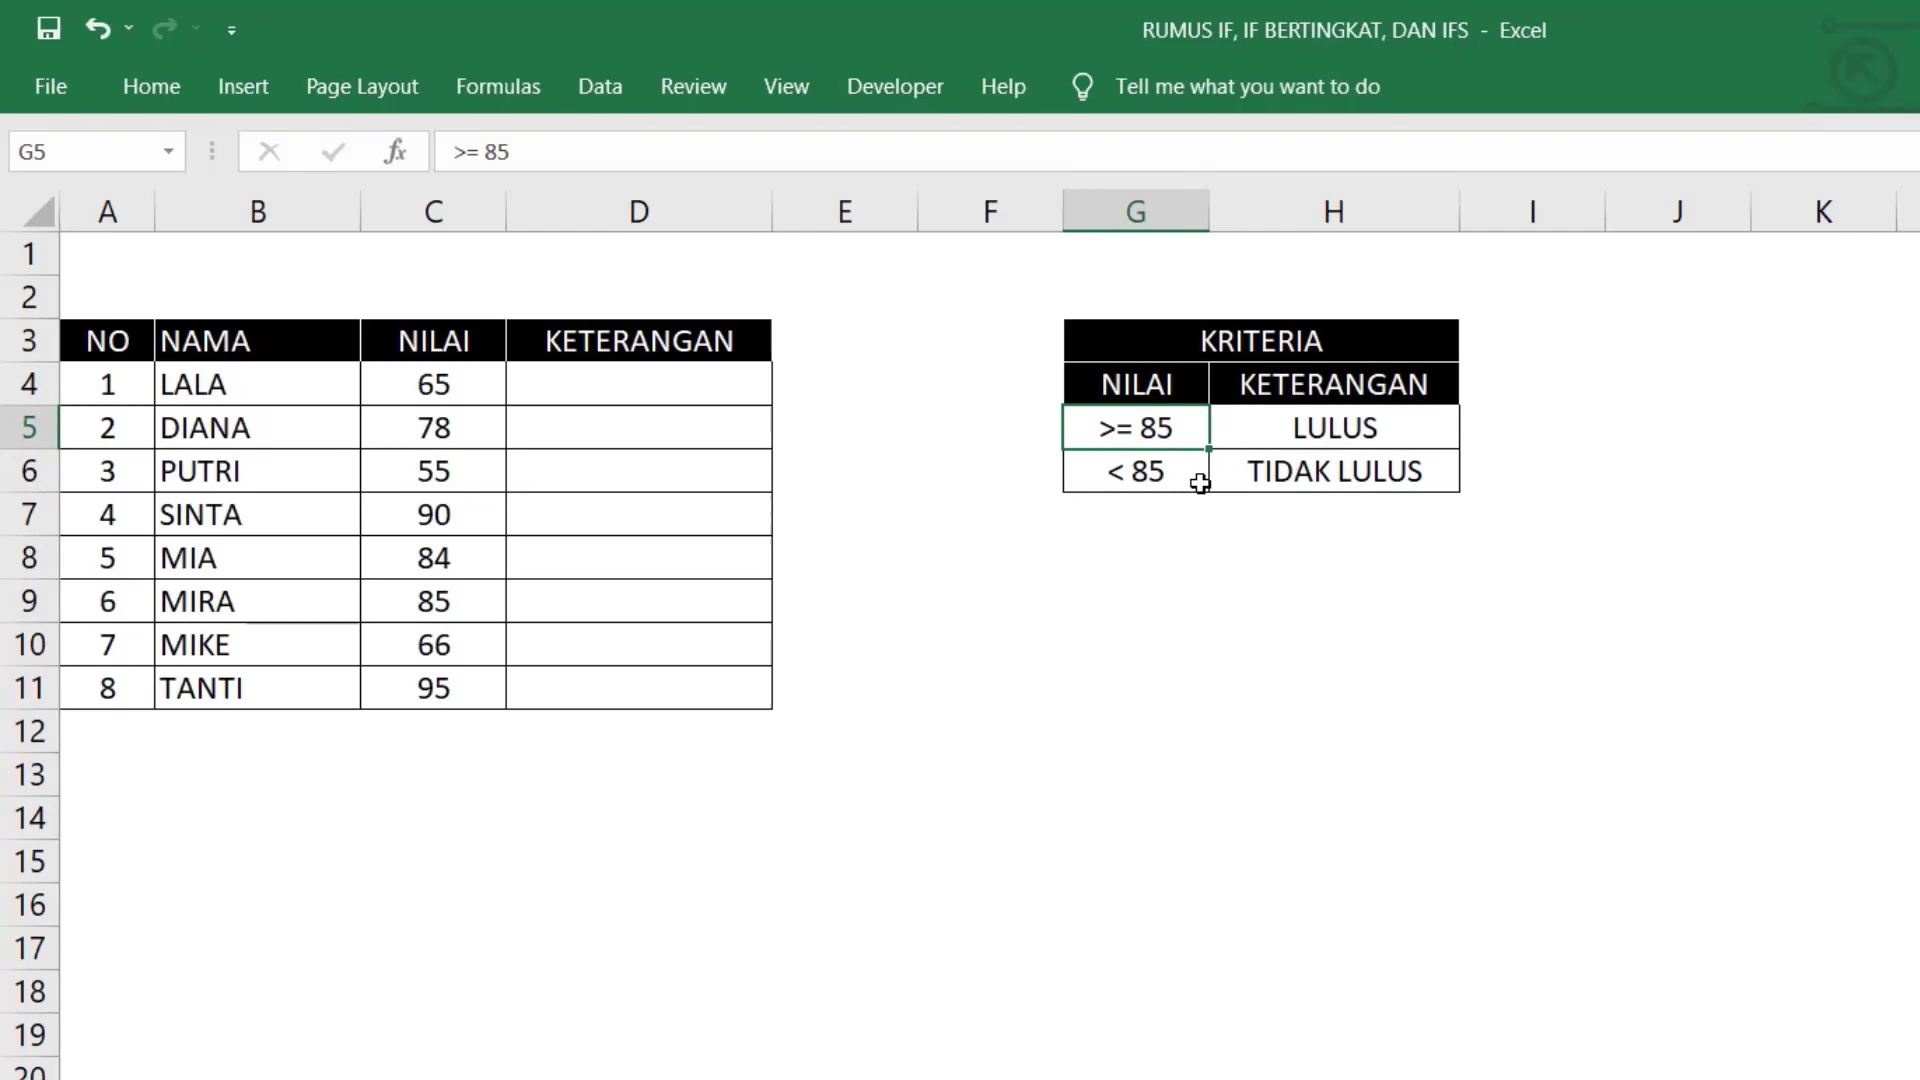 RUMUS IF, IF BERTINGKAT, DAN IFS - Excel
File Home Insert Page Layout Formulas Data Review View Developer Help Tell me what you want to do
G5 fx >= 85
A B C D E F G H I J K
1
2
3 NO NAMA NILAI KETERANGAN KRITERIA
4 1 LALA 65 NILAI KETERANGAN
5 2 DIANA 78 >= 85 LULUS
6 3 PUTRI 55 < 85 TIDAK LULUS
7 4 SINTA 90
8 5 MIA 84
9 6 MIRA 85
10 7 MIKE 66
11 8 TANTI 95
12
13
14
15
16
17
18
19
20